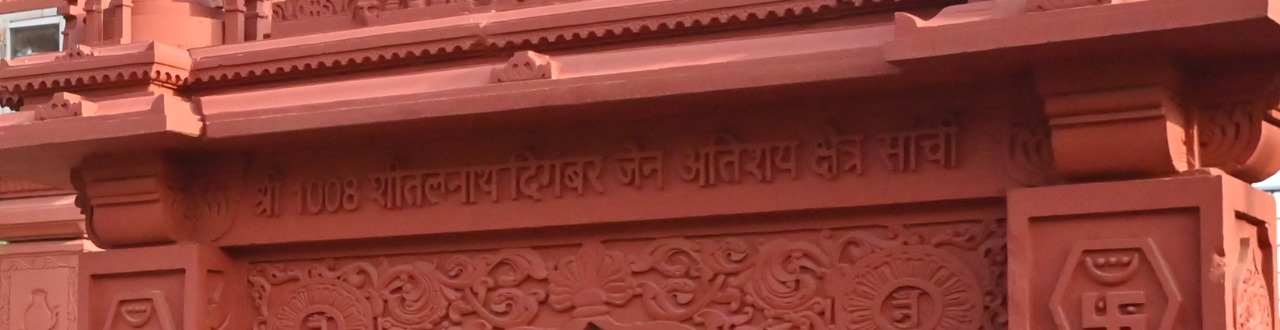 श्री 1008 शीतलनाथ दिगंबर जैन अतिशय क्षेत्र सांची